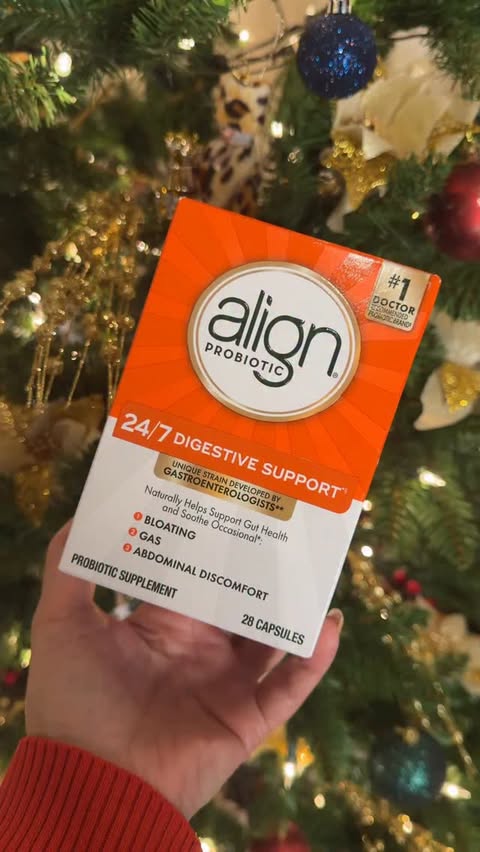 #1
DOCTOR
RECOMMENDED
PROBIOTIC BRAND‡
align®
PROBIOTIC
24/7 DIGESTIVE SUPPORT*‡
UNIQUE STRAIN DEVELOPED BY
GASTROENTEROLOGISTS**
Naturally Helps Support Gut Health
and Soothe Occasional*:
1 BLOATING
2 GAS
3 ABDOMINAL DISCOMFORT
PROBIOTIC SUPPLEMENT
28 CAPSULES